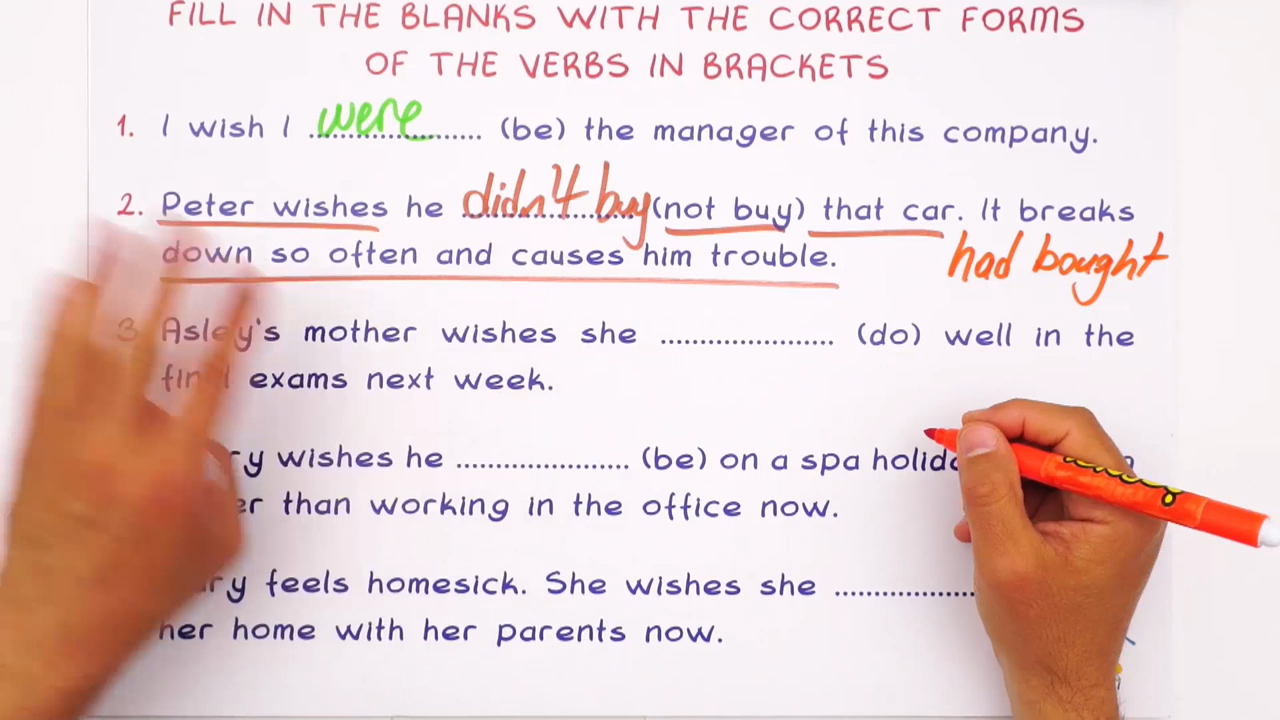 FILL IN THE BLANKS WITH THE CORRECT FORMS
OF THE VERBS IN BRACKETS
1. I wish I were (be) the manager of this company.
2. Peter wishes he didn't buy (not buy) that car. It breaks
down so often and causes him trouble.
had bought
3. Asley's mother wishes she .................... (do) well in the
final exams next week.
wishes he .................... (be) on a spa
than working in the office now.
feels homesick. She wishes she ................
her home with her parents now.